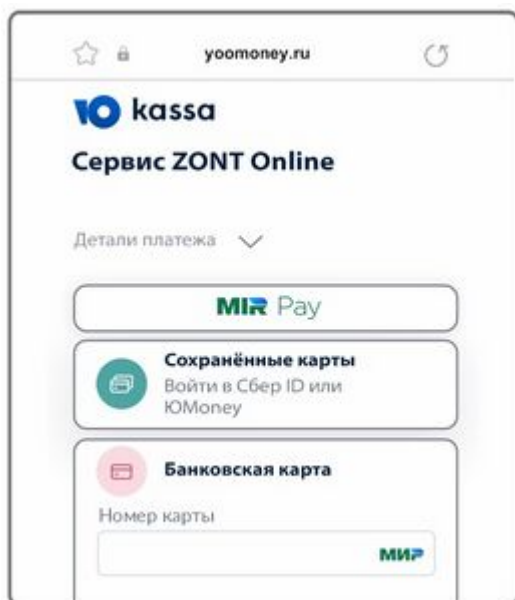 yoomoney.ru
Ю kassa
Сервис ZONT Online
Детали платежа
MIR Pay
Сохранённые карты
Войти в Сбер ID или
ЮMoney
Банковская карта
Номер карты
МИР